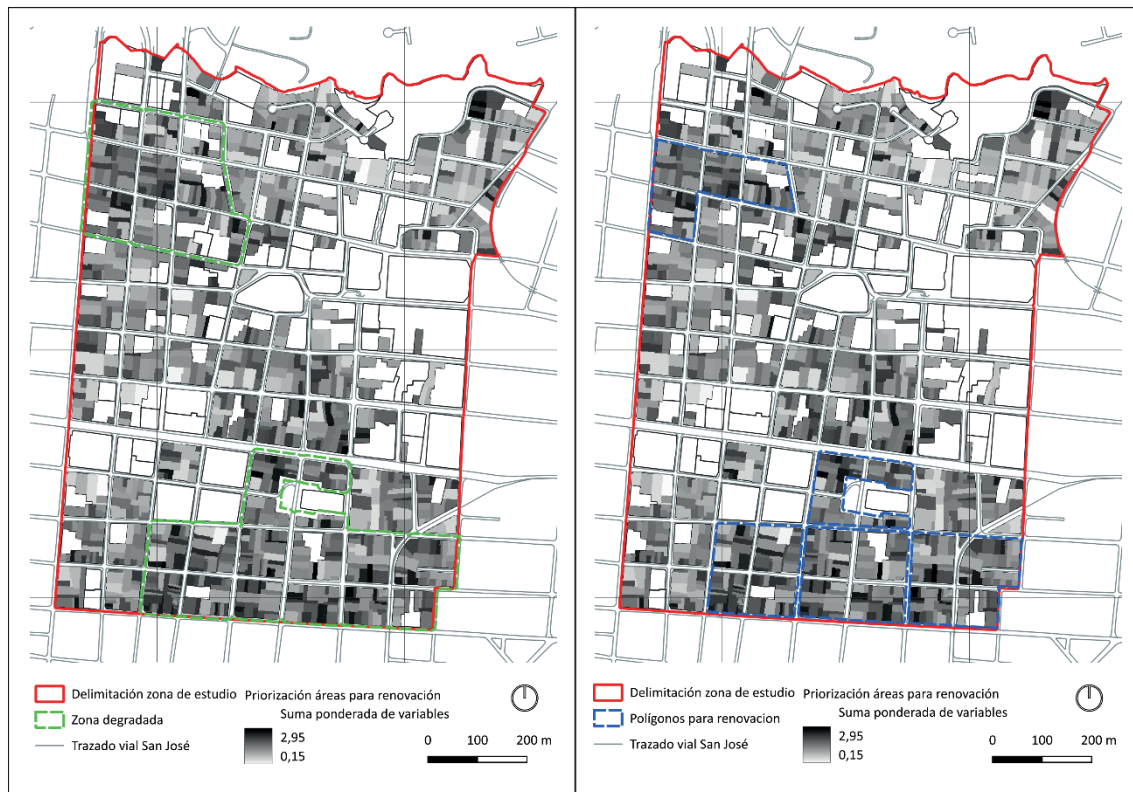 Delimitación zona de estudio
Zona degradada
Trazado vial San José
Priorización áreas para renovación
Suma ponderada de variables
2,95
0,15
0 100 200 m
Delimitación zona de estudio
Polígonos para renovacion
Trazado vial San José
Priorización áreas para renovación
Suma ponderada de variables
2,95
0,15
0 100 200 m